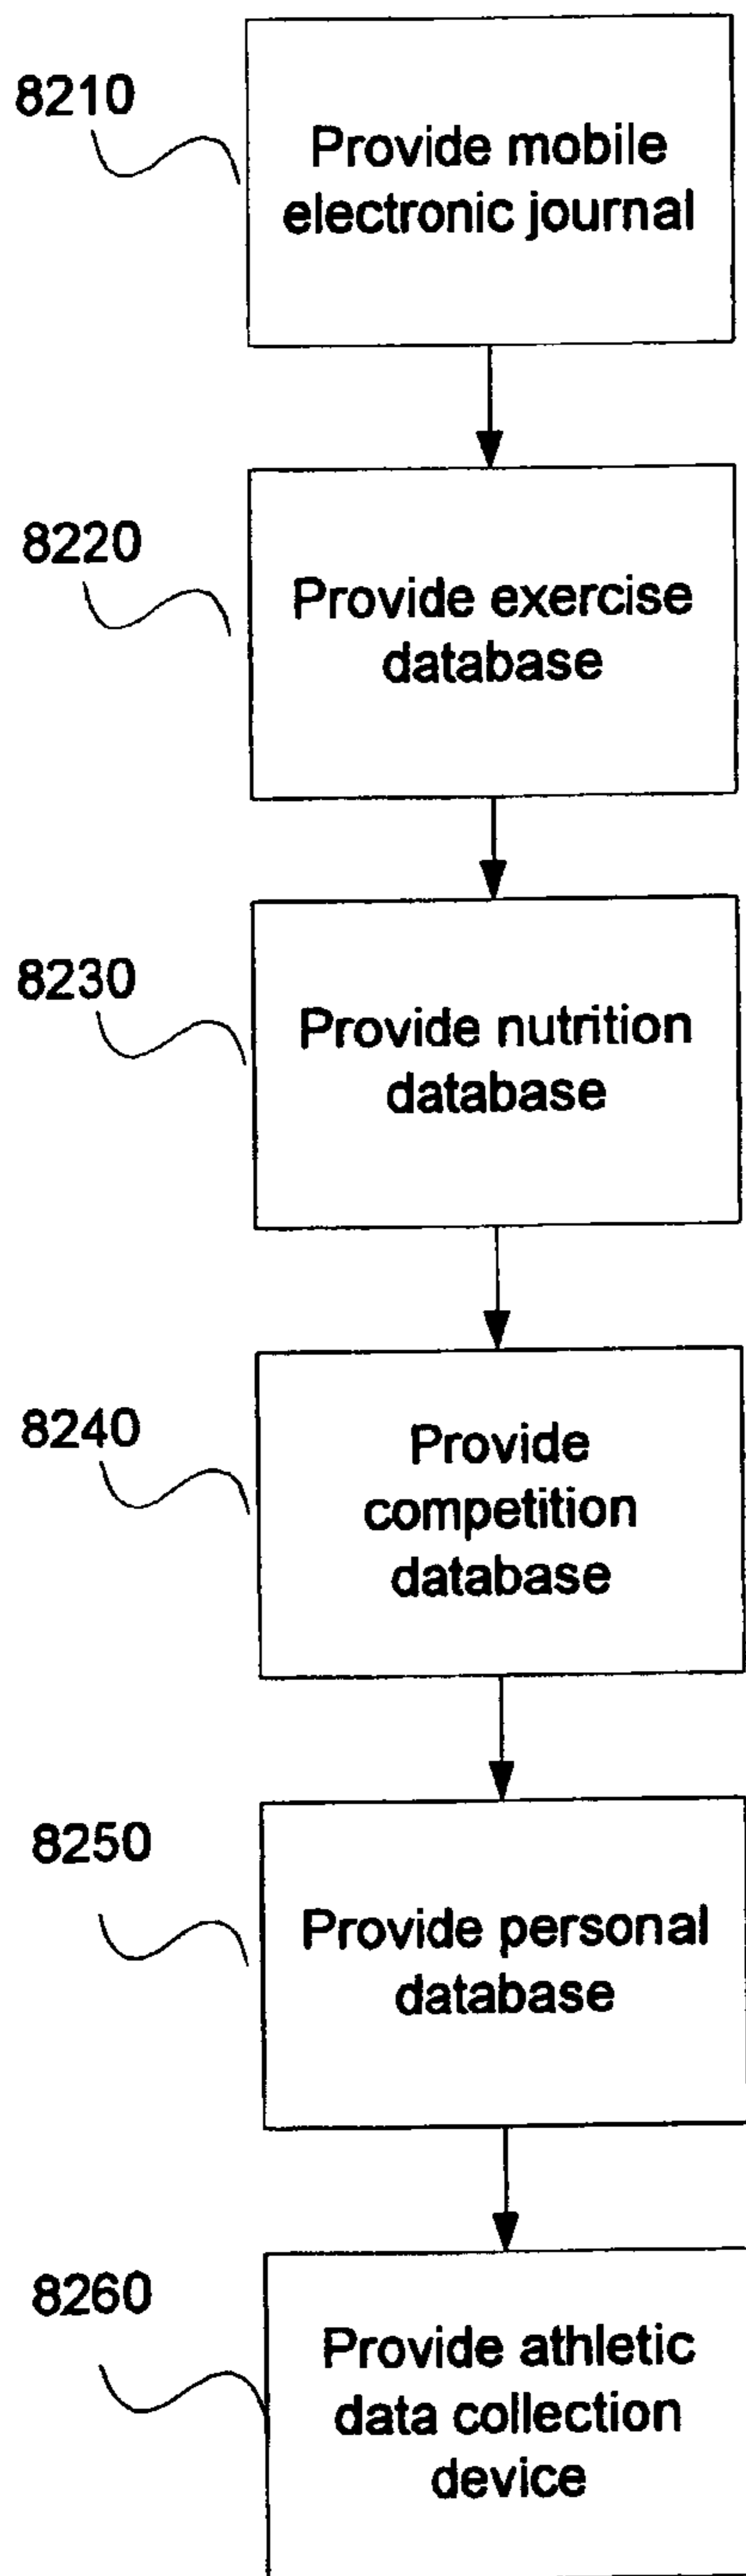 8210
Provide mobile
electronic journal
8220
Provide exercise
database
8230
Provide nutrition
database
8240
Provide
competition
database
8250
Provide personal
database
8260
Provide athletic
data collection
device